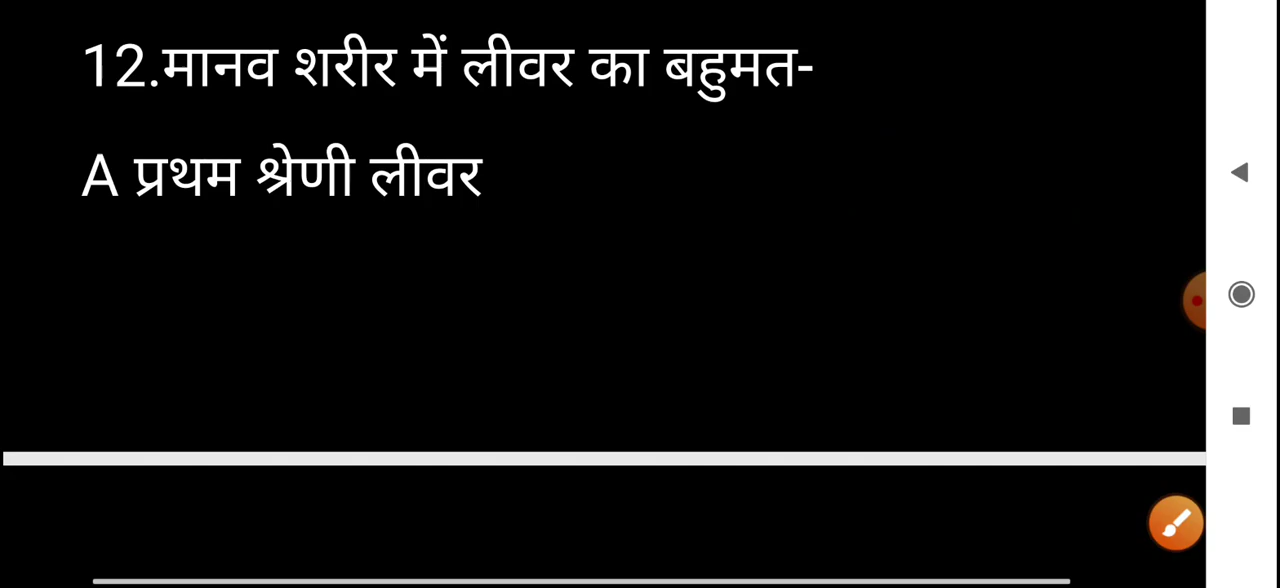 12.मानव शरीर में लीवर का बहुमत-
A प्रथम श्रेणी लीवर